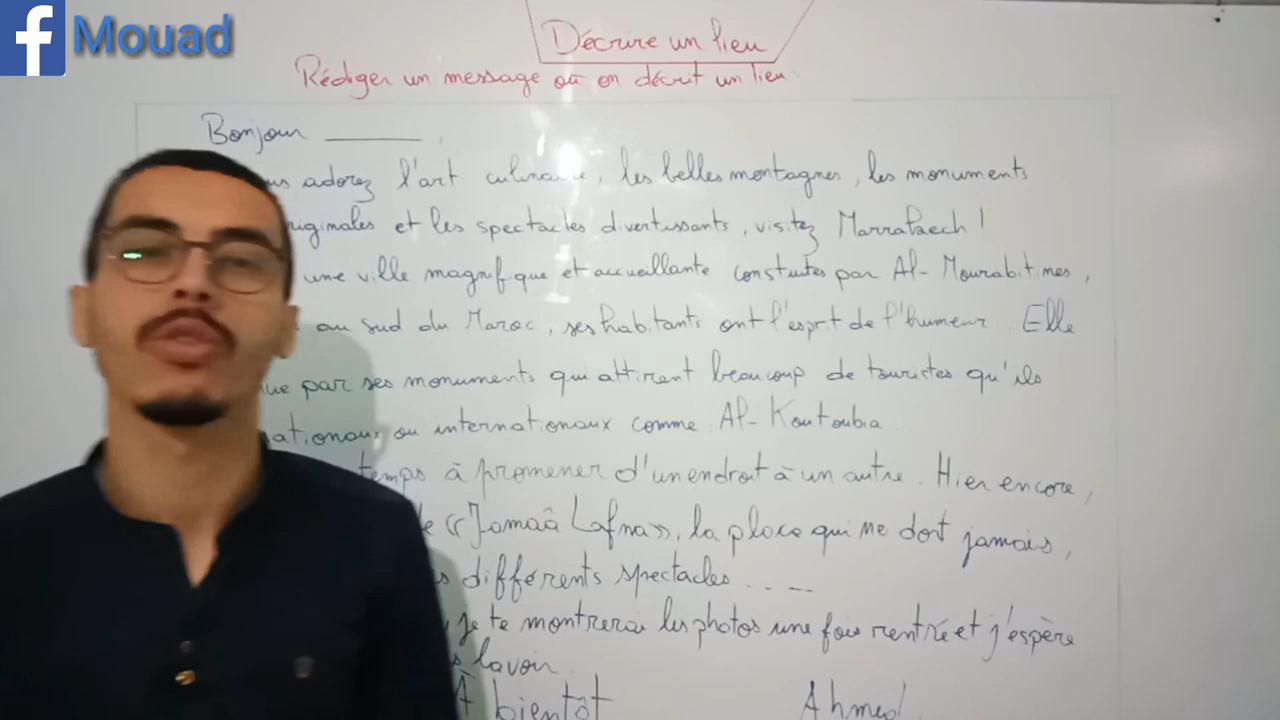 f Mouad
Décrire un lieu
Rédiger un message où on décrit un lieu.
Bonjour ________,
adorez l'art culinaire, les belles montagnes, les monuments
originales et les spectacles divertissants, visitez Marrakech !
une ville magnifique et accueillante construites par Al-Mourabitines,
au sud du Maroc, ses habitants ont l'esprit de l'humeur. Elle
par ses monuments qui attirent beaucoup de touristes qu'ils
nationaux ou internationaux comme Al-Koutoubia
temps à promener d'un endroit à un autre. Hier encore,
« Jamaâ Lafna », la place qui ne dort jamais,
différents spectacles .....
je te montrerai les photos une fois rentré et j'espère
lavoir
À bientôt Ahmed